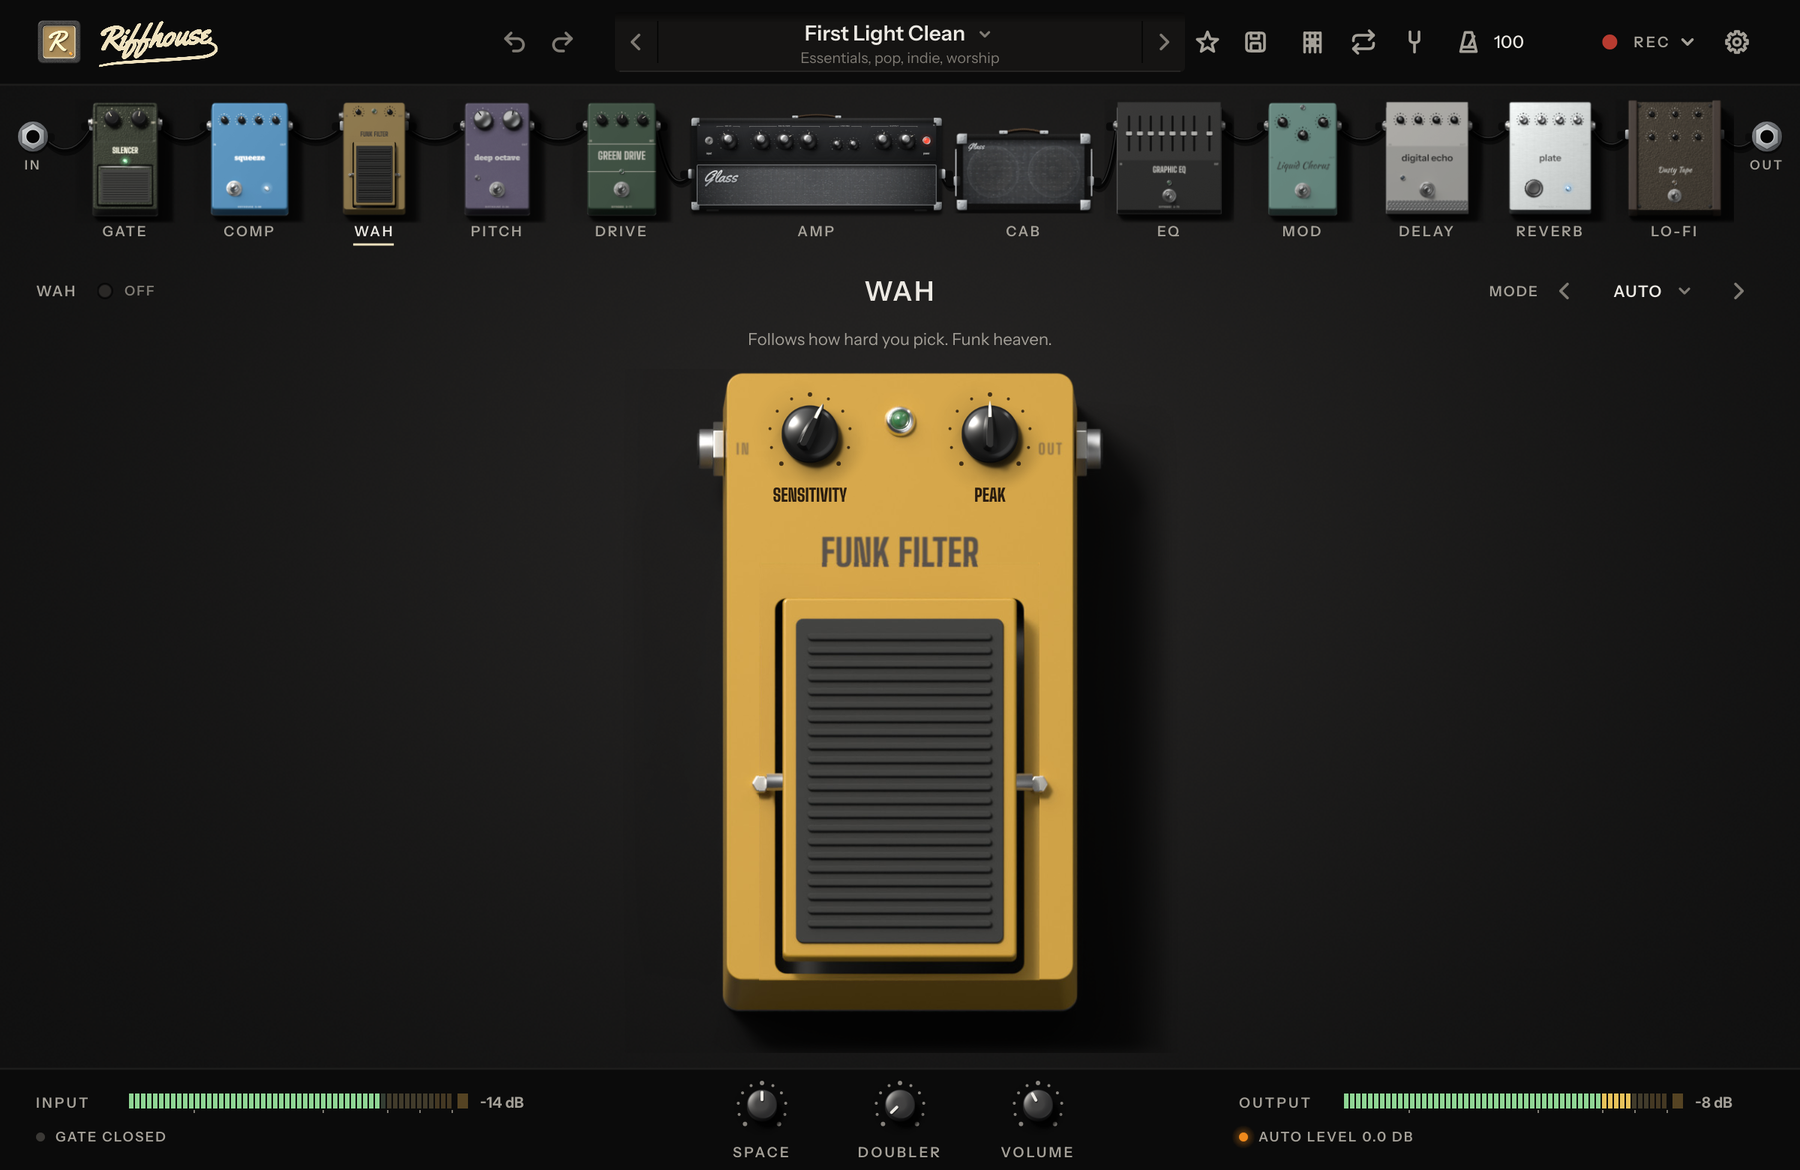 R Riffhouse
First Light Clean
Essentials, pop, indie, worship
100
REC
IN
SILENCER
squeeze
FUNK FILTER
deep octave
GREEN DRIVE
Glass
Glass
GRAPHIC EQ
Liquid Chorus
digital echo
plate
Dusty Tape
OUT
GATE
COMP
WAH
PITCH
DRIVE
AMP
CAB
EQ
MOD
DELAY
REVERB
LO-FI
WAH OFF
WAH
MODE AUTO
Follows how hard you pick. Funk heaven.
IN
OUT
SENSITIVITY
PEAK
FUNK FILTER
INPUT -14 dB
GATE CLOSED
SPACE
DOUBLER
VOLUME
OUTPUT -8 dB
AUTO LEVEL 0.0 DB